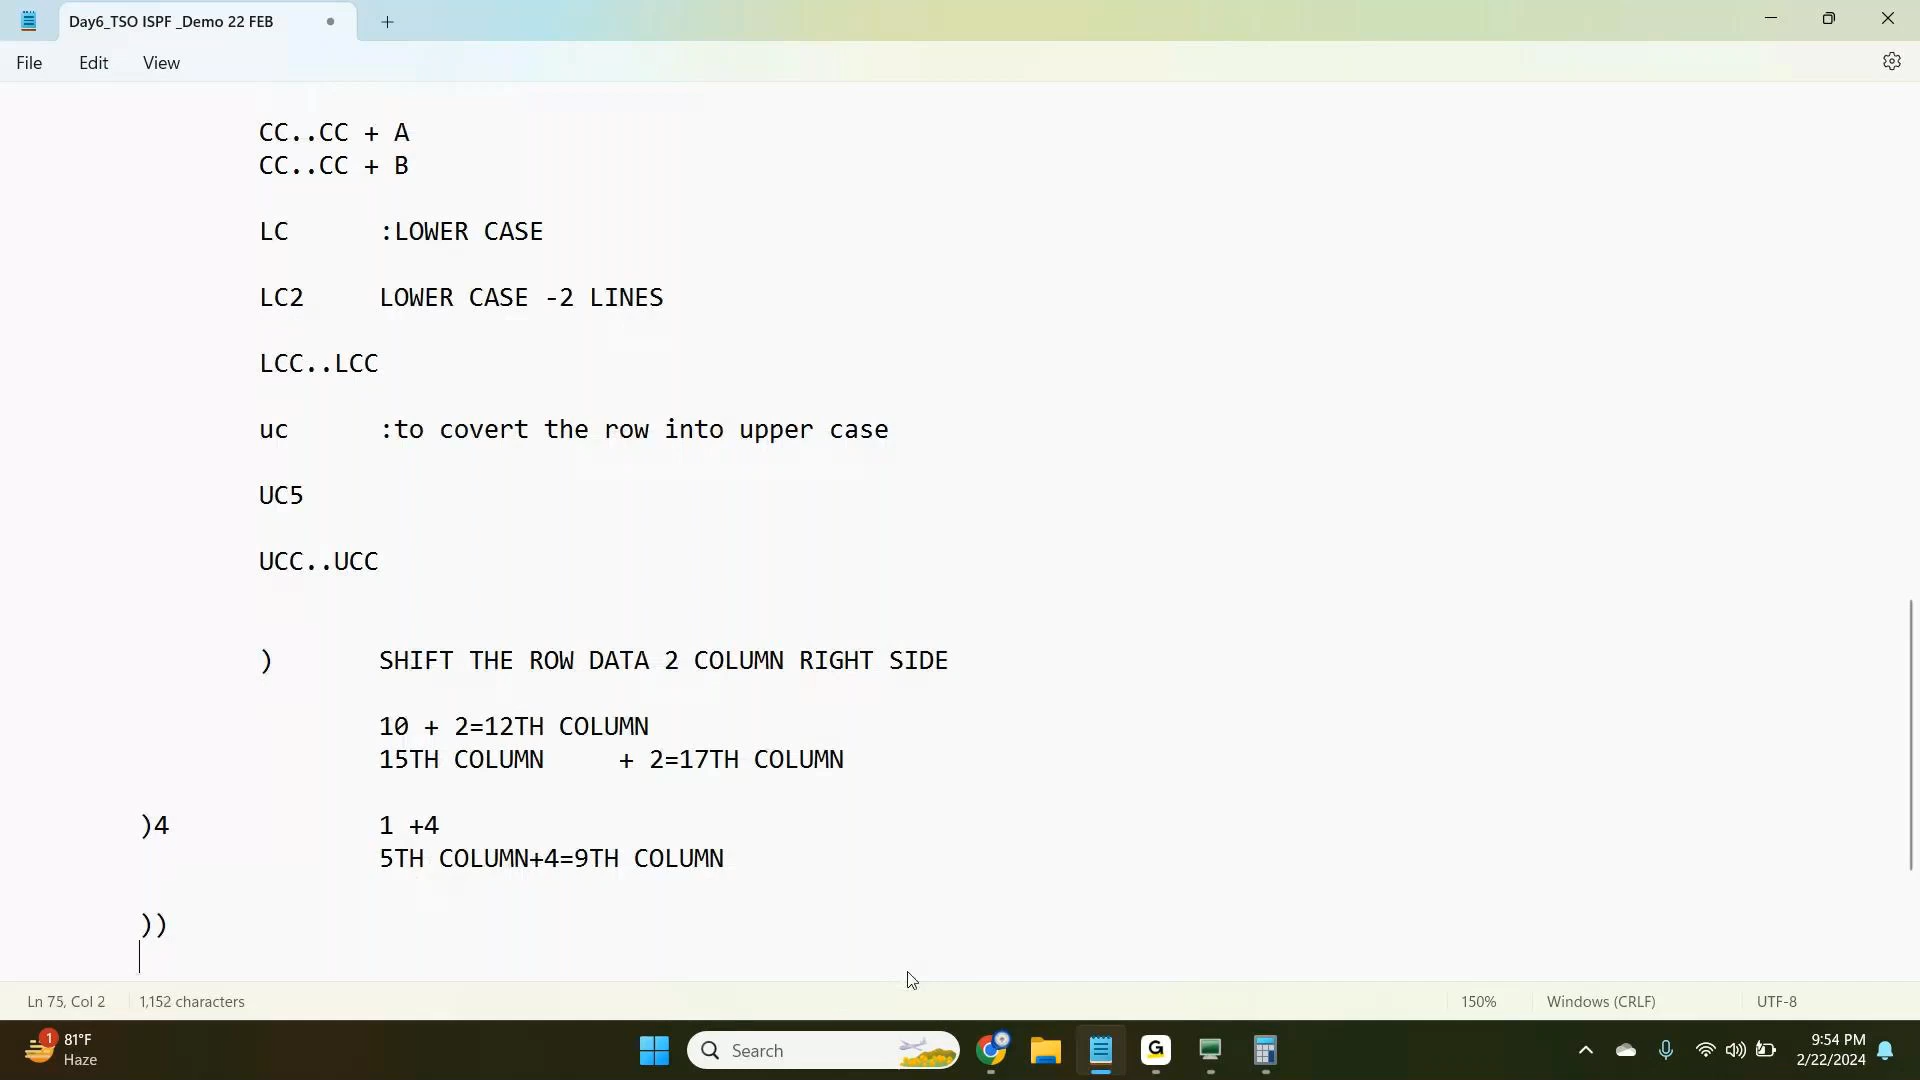 Day6_TSO ISPF _Demo 22 FEB
File Edit View
CC..CC + A
CC..CC + B
LC :LOWER CASE
LC2 LOWER CASE -2 LINES
LCC..LCC
uc :to covert the row into upper case
UC5
UCC..UCC
) SHIFT THE ROW DATA 2 COLUMN RIGHT SIDE
10 + 2=12TH COLUMN
15TH COLUMN + 2=17TH COLUMN
)4 1 +4
5TH COLUMN+4=9TH COLUMN
))
Ln 75, Col 2 1,152 characters 150% Windows (CRLF) UTF-8
1 81°F
Haze
Search
G
9:54 PM
2/22/2024